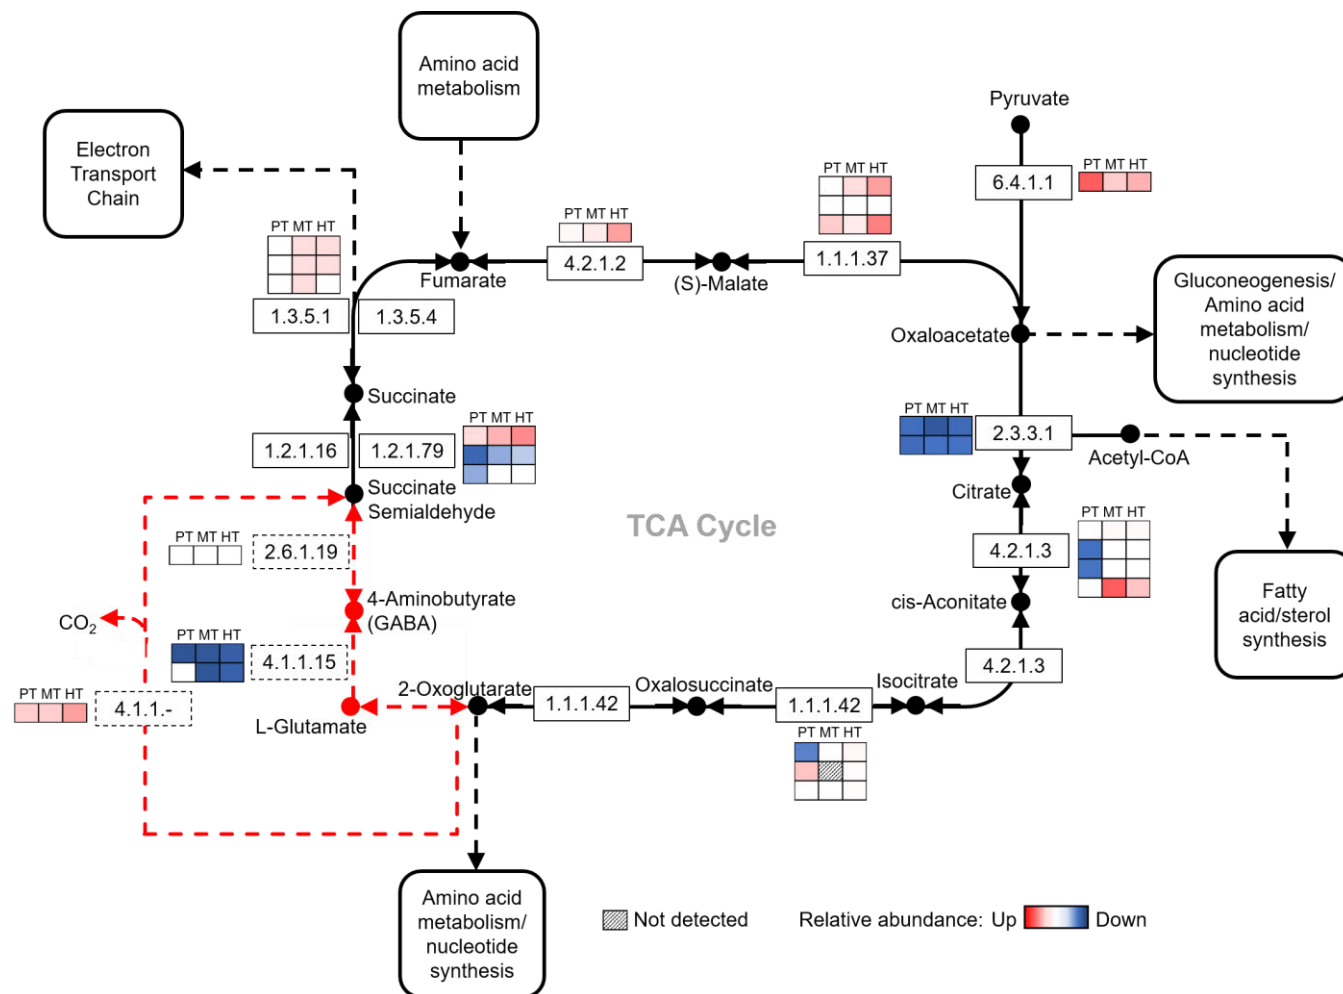 Amino acid
metabolism
Pyruvate
Electron
Transport
Chain
PT MT HT
6.4.1.1
PT MT HT
PT MT HT
4.2.1.2
PT MT HT
1.1.1.37
Fumarate
(S)-Malate
1.3.5.1
1.3.5.4
Oxaloacetate
Gluconeogenesis/
Amino acid
metabolism/
nucleotide
synthesis
Succinate
PT MT HT
2.3.3.1
Acetyl-CoA
1.2.1.16
1.2.1.79
PT MT HT
Citrate
Succinate
Semialdehyde
TCA Cycle
PT MT HT
2.6.1.19
4.2.1.3
PT MT HT
4-Aminobutyrate
(GABA)
cis-Aconitate
Fatty
acid/sterol
synthesis
CO2
PT MT HT
4.1.1.15
4.2.1.3
PT MT HT
4.1.1.-
L-Glutamate
2-Oxoglutarate
1.1.1.42
Oxalosuccinate
1.1.1.42
Isocitrate
PT MT HT
Amino acid
metabolism/
nucleotide
synthesis
Not detected
Relative abundance: Up Down